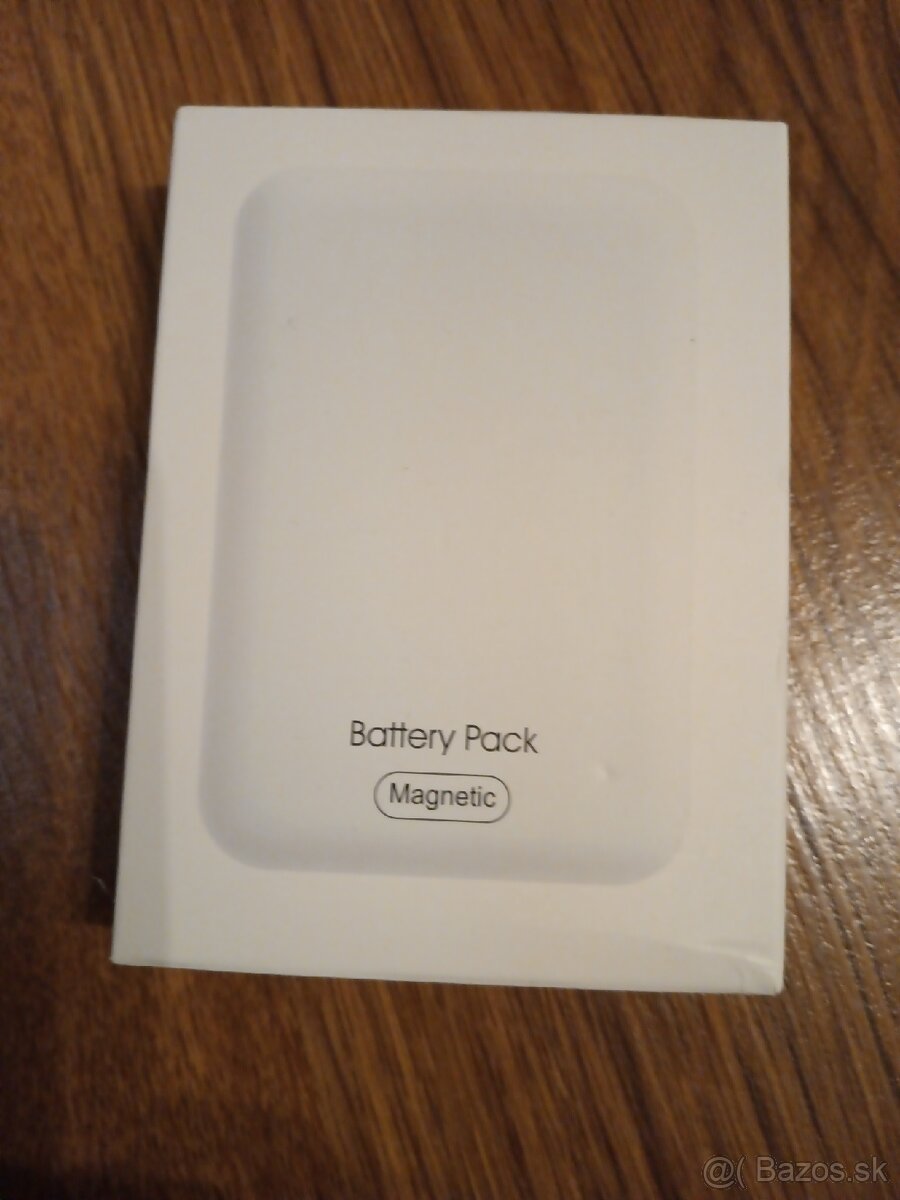 Battery Pack
Magnetic
@( Bazos.sk